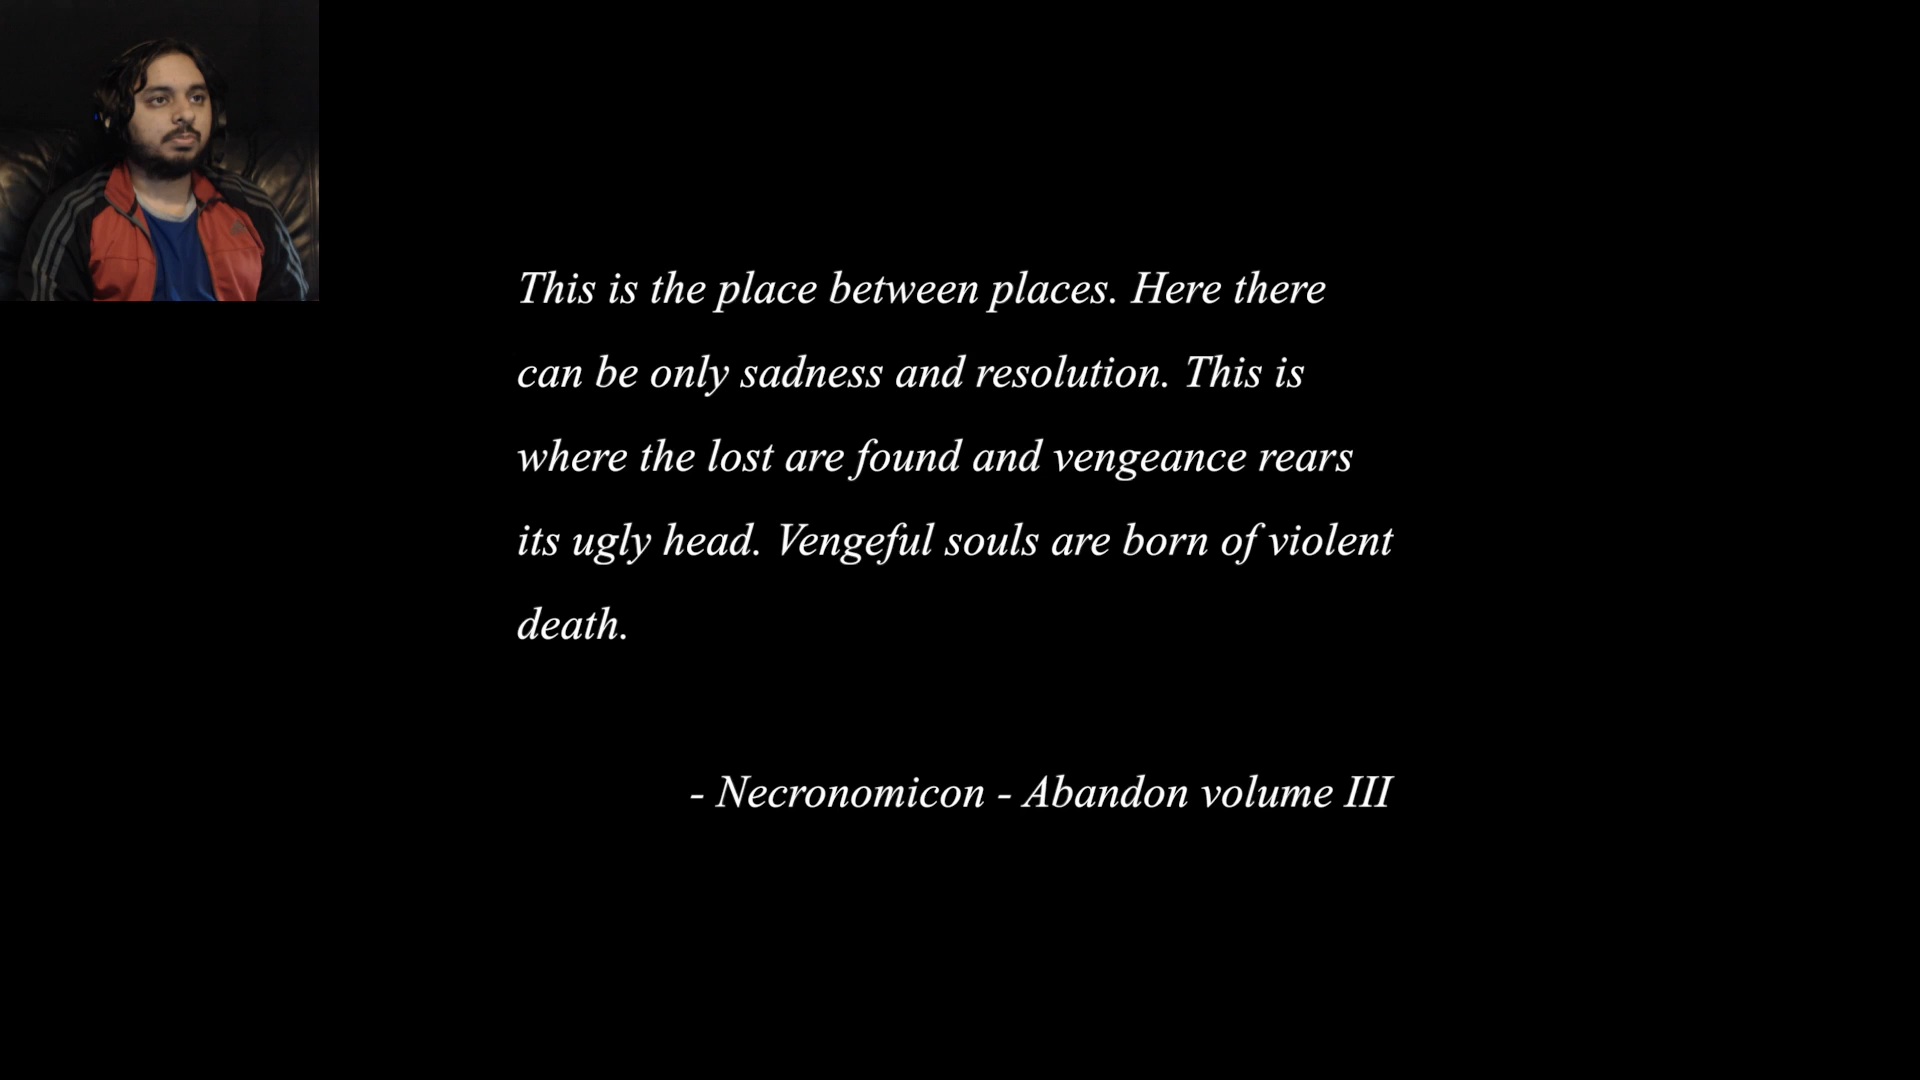 This is the place between places. Here there
can be only sadness and resolution. This is
where the lost are found and vengeance rears
its ugly head. Vengeful souls are born of violent
death.
- Necronomicon - Abandon volume III